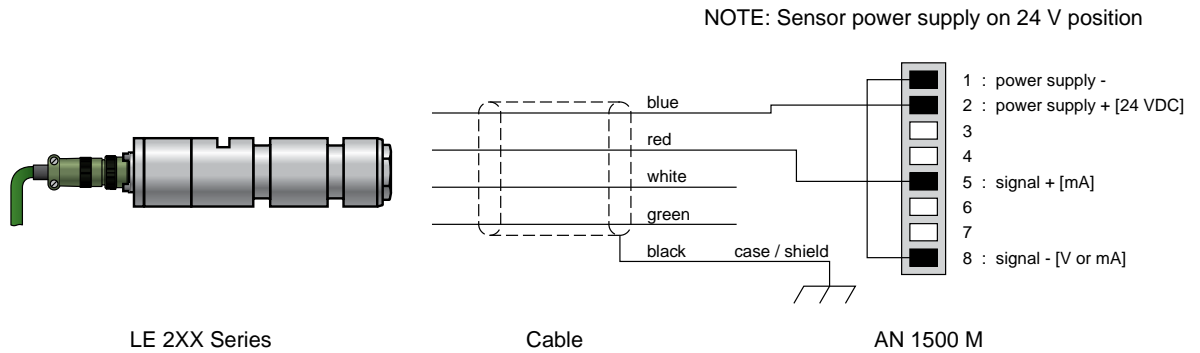 NOTE: Sensor power supply on 24 V position
1 : power supply -
blue
2 : power supply + [24 VDC]
3
red
4
white
5 : signal + [mA]
6
green
7
black
case / shield
8 : signal - [V or mA]
LE 2XX Series
Cable
AN 1500 M